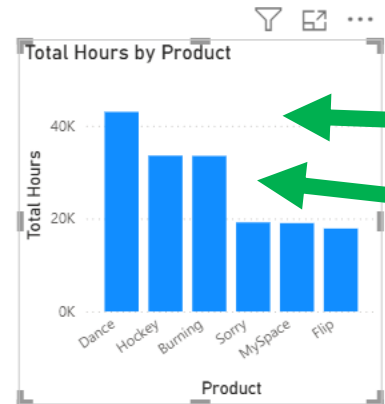 Total Hours by Product
Total Hours
40K
20K
0K
Dance
Hockey
Burning
Sorry
MySpace
Flip
Product